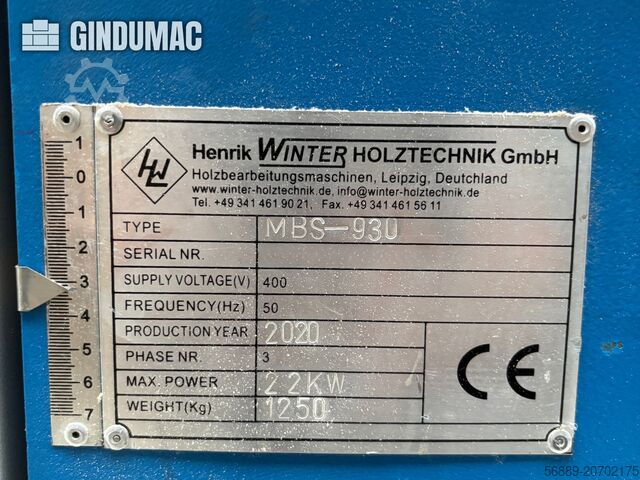 GINDUMAC
HW
Henrik WINTER HOLZTECHNIK GmbH
Holzbearbeitungsmaschinen, Leipzig, Deutchland
www.winter-holztechnik.de, info@winter-holztechnik.de
Tel. +49 341 461 90 21, Fax. +49 341 461 56 11
TYPE MBS-930
SERIAL NR.
SUPPLY VOLTAGE(V) 400
FREQUENCY(Hz) 50
PRODUCTION YEAR 2020
PHASE NR. 3
MAX. POWER 22KW
WEIGHT(Kg) 1250
CE
1
0
1
2
3
4
5
6
7
56889-20702175